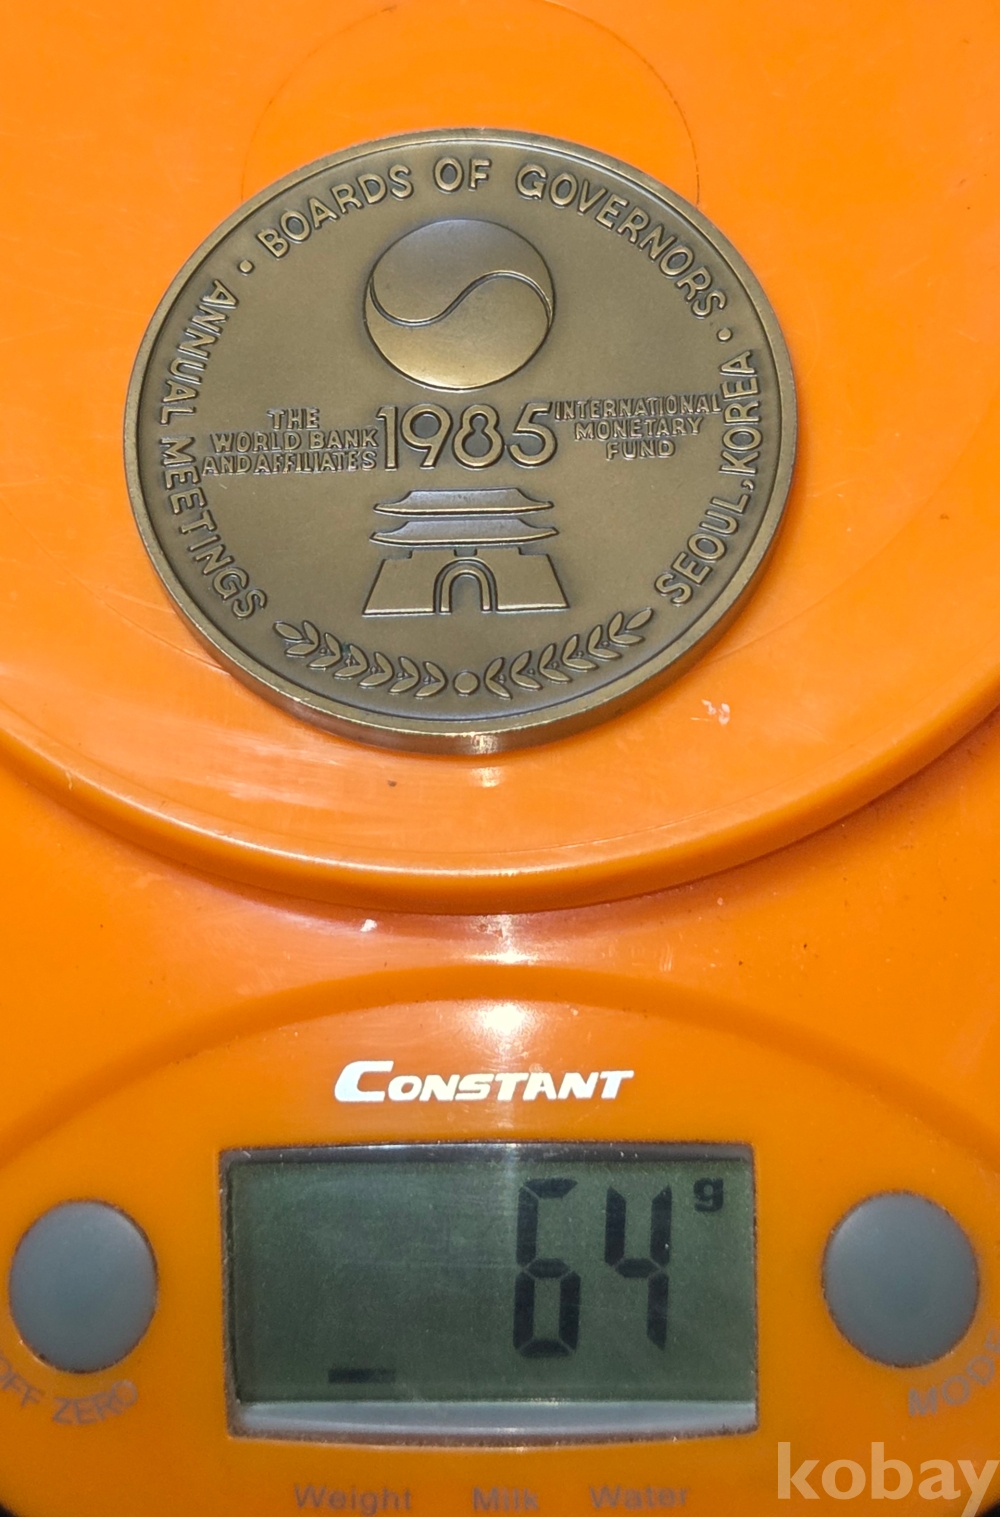 BOARDS OF GOVERNORS
ANNUAL MEETINGS
SEOUL, KOREA
THE
WORLD BANK
AND AFFILIATES
1985
INTERNATIONAL
MONETARY
FUND
CONSTANT
64 g
OFF ZERO
MODE
Weight Milk Water
kobay